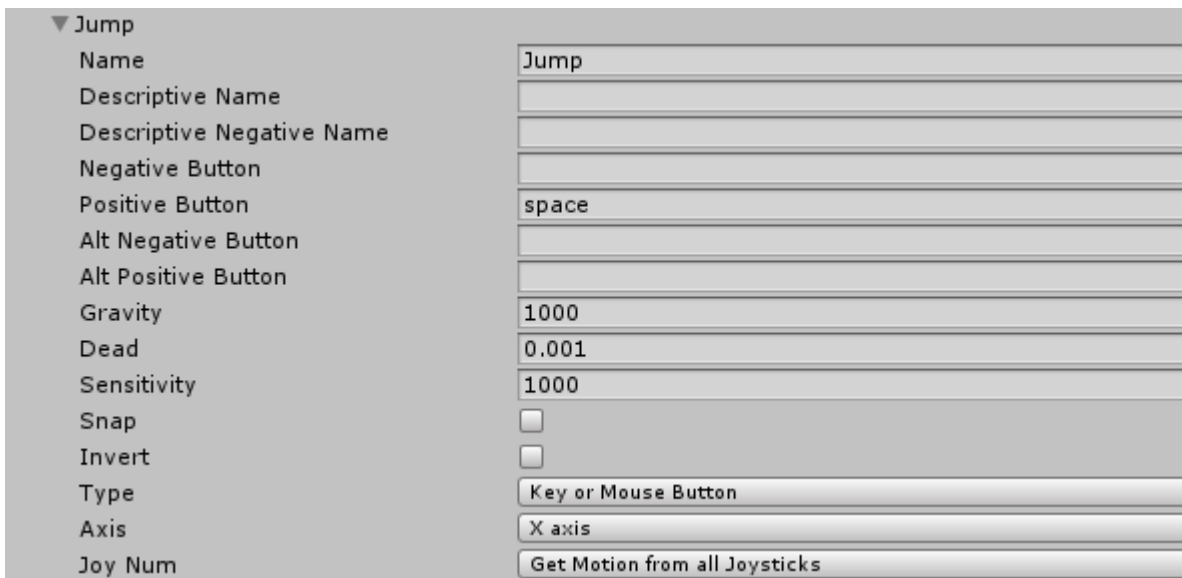 Jump
Name Jump
Descriptive Name
Descriptive Negative Name
Negative Button
Positive Button space
Alt Negative Button
Alt Positive Button
Gravity 1000
Dead 0.001
Sensitivity 1000
Snap
Invert
Type Key or Mouse Button
Axis X axis
Joy Num Get Motion from all Joysticks